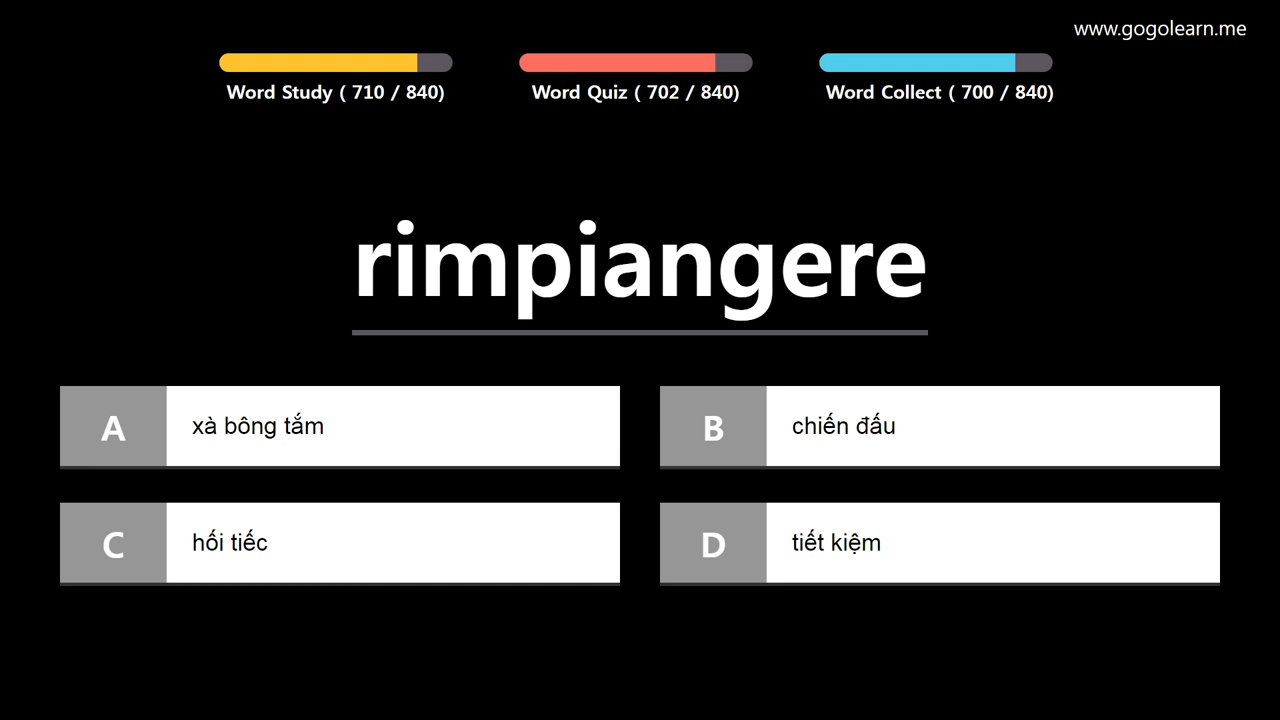 www.gogolearn.me
Word Study ( 710 / 840)
Word Quiz ( 702 / 840)
Word Collect ( 700 / 840)
rimpiangere
A
xà bông tắm
B
chiến đấu
C
hối tiếc
D
tiết kiệm